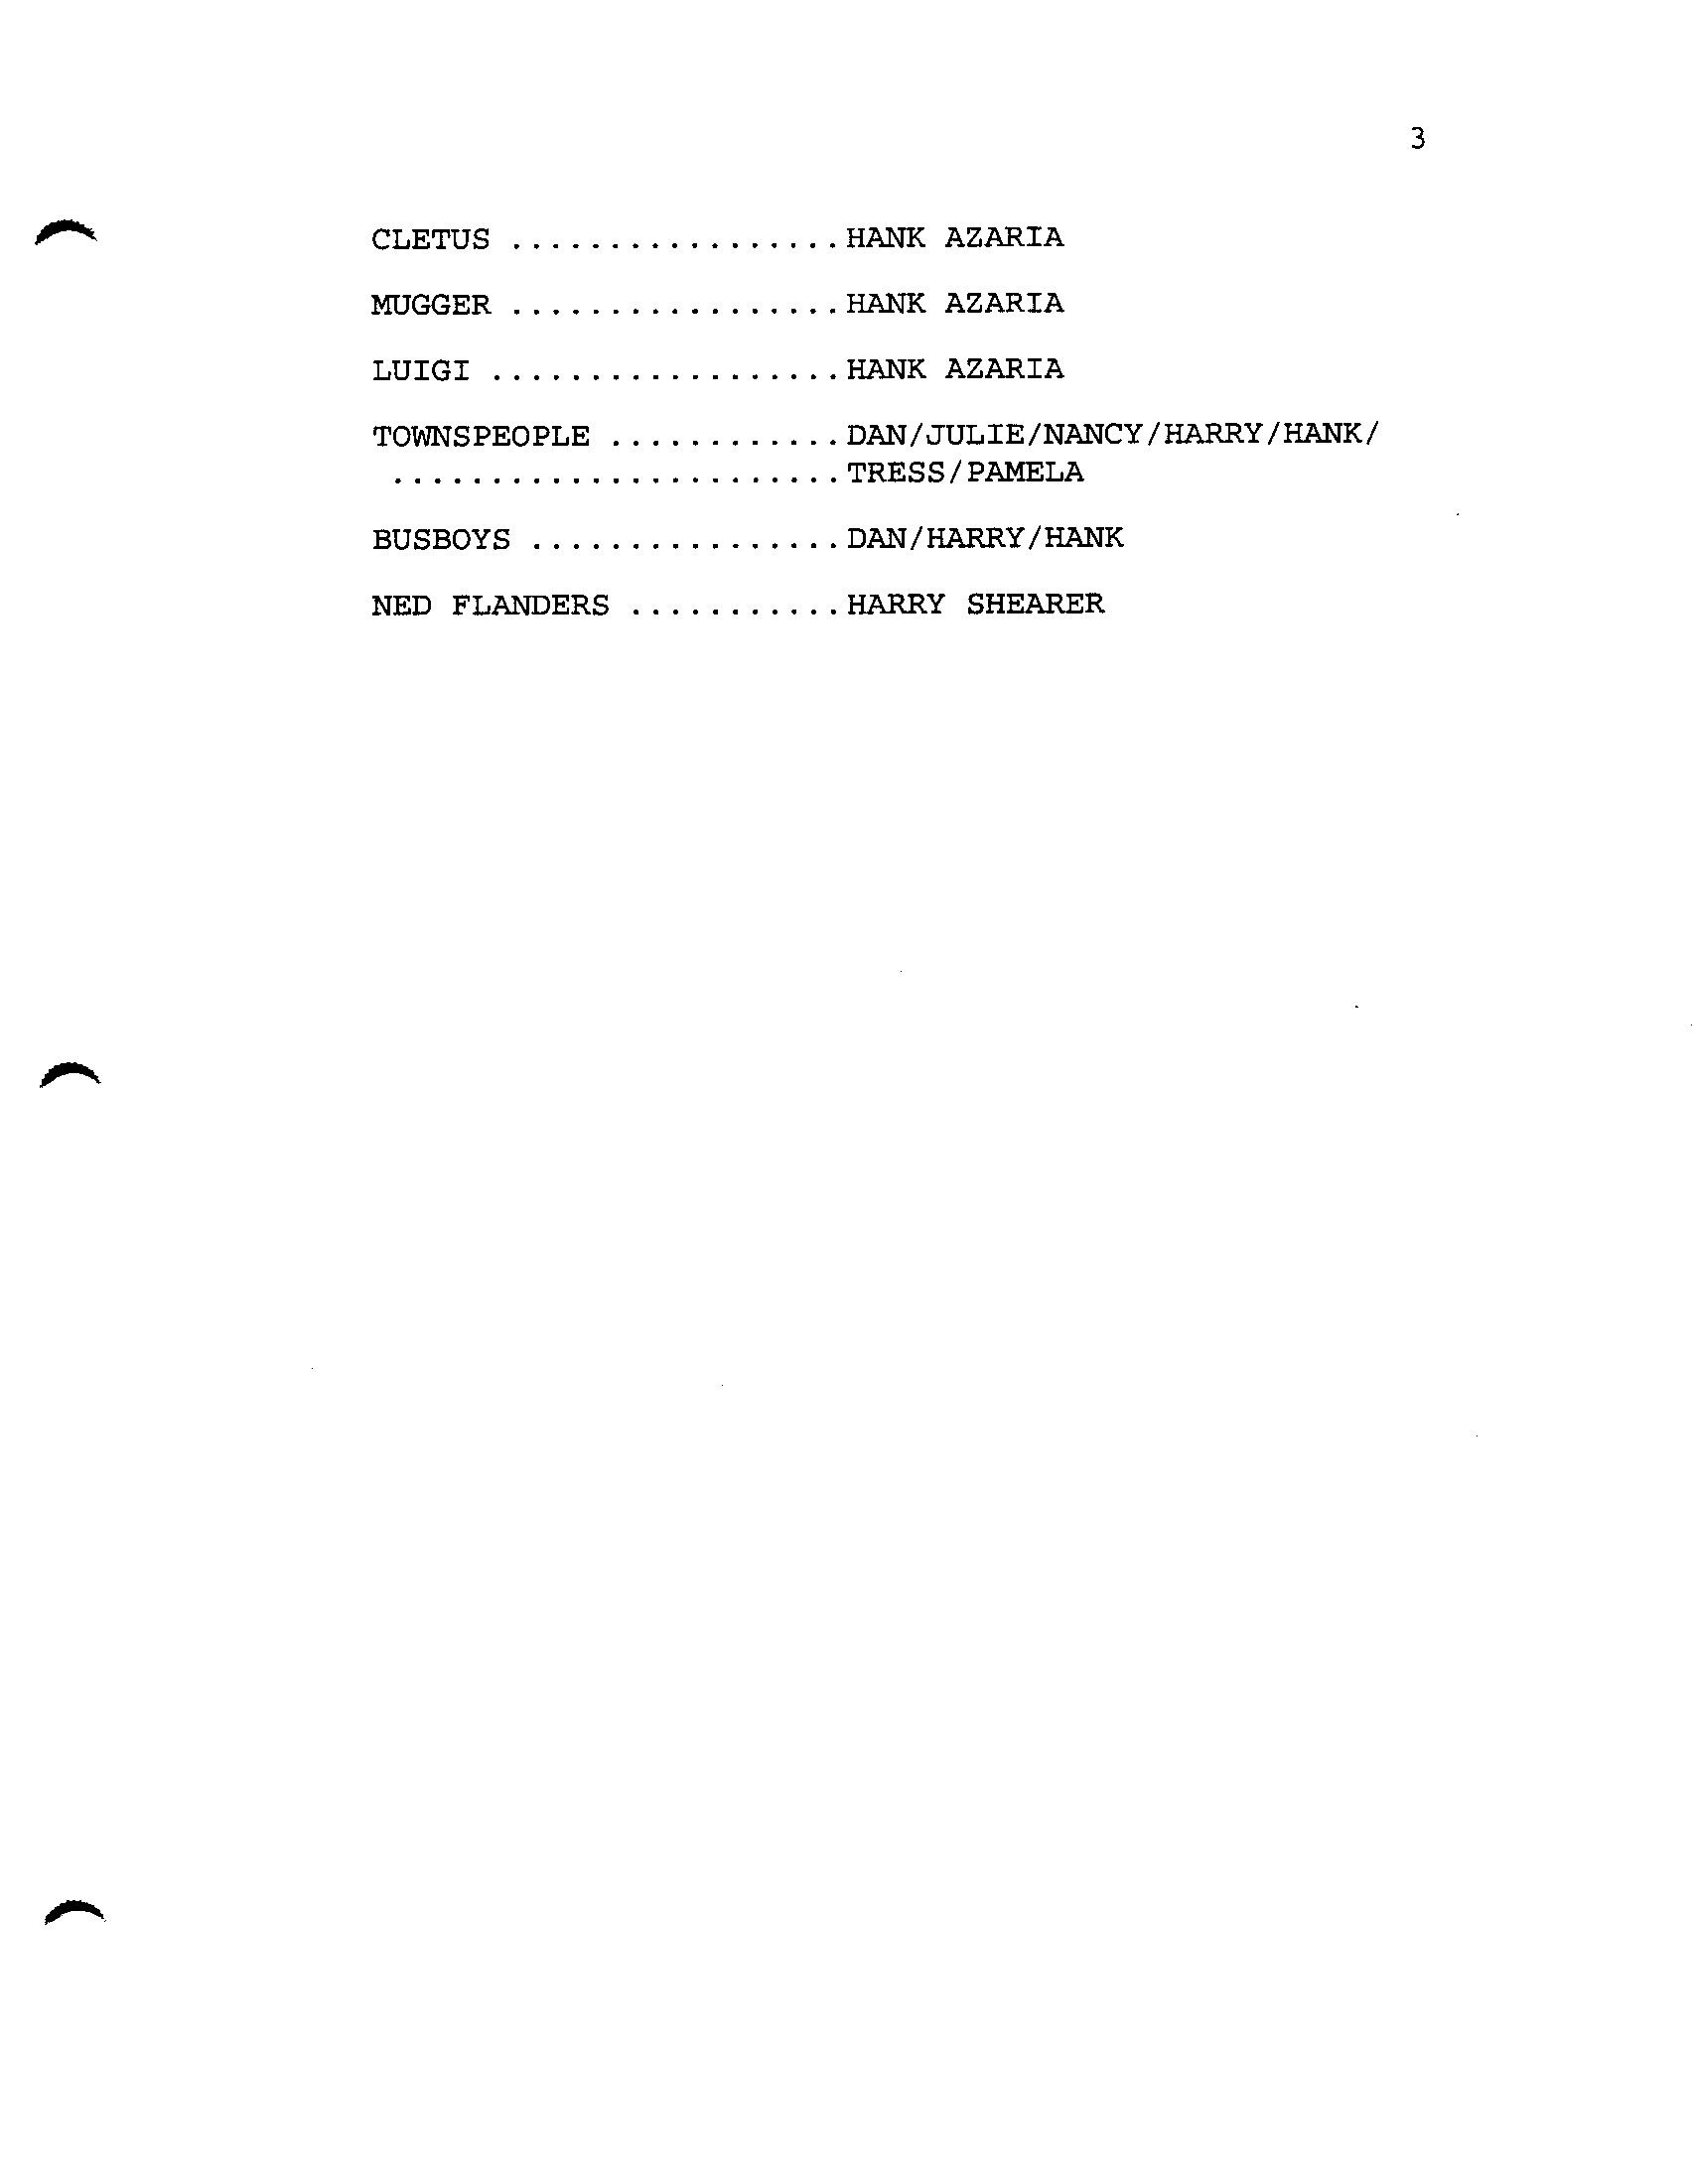 3
CLETUS .................HANK AZARIA
MUGGER .................HANK AZARIA
LUIGI ..................HANK AZARIA
TOWNSPEOPLE ............DAN/JULIE/NANCY/HARRY/HANK/
.......................TRESS/PAMELA
BUSBOYS ................DAN/HARRY/HANK
NED FLANDERS ...........HARRY SHEARER